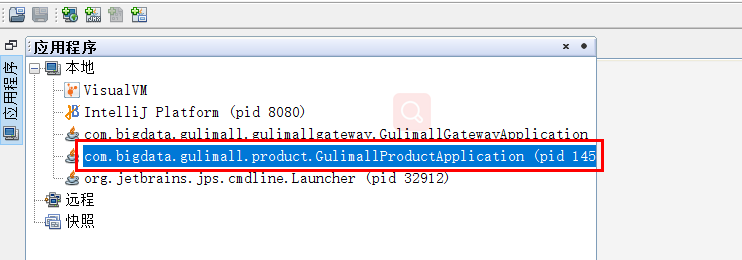 应用程序
应用程序
本地
VisualVM
IntelliJ Platform (pid 8080)
com.bigdata.gulimall.gulimallgateway.GulimallGatewayApplication
com.bigdata.gulimall.product.GulimallProductApplication (pid 145
org.jetbrains.jps.cmdline.Launcher (pid 32912)
远程
快照